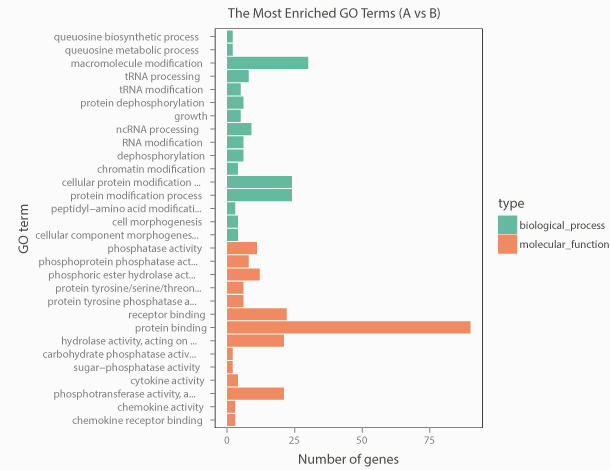 The Most Enriched GO Terms (A vs B)
queuosine biosynthetic process
queuosine metabolic process
macromolecule modification
tRNA processing
tRNA modification
protein dephosphorylation
growth
ncRNA processing
RNA modification
dephosphorylation
chromatin modification
cellular protein modification ...
protein modification process
peptidyl−amino acid modificati...
cell morphogenesis
cellular component morphogenes...
phosphatase activity
phosphoprotein phosphatase act...
phosphoric ester hydrolase act...
protein tyrosine/serine/threon...
protein tyrosine phosphatase a...
receptor binding
protein binding
hydrolase activity, acting on ...
carbohydrate phosphatase activ...
sugar−phosphatase activity
cytokine activity
phosphotransferase activity, a...
chemokine activity
chemokine receptor binding
GO term
0 25 50 75
Number of genes
type
biological_process
molecular_function